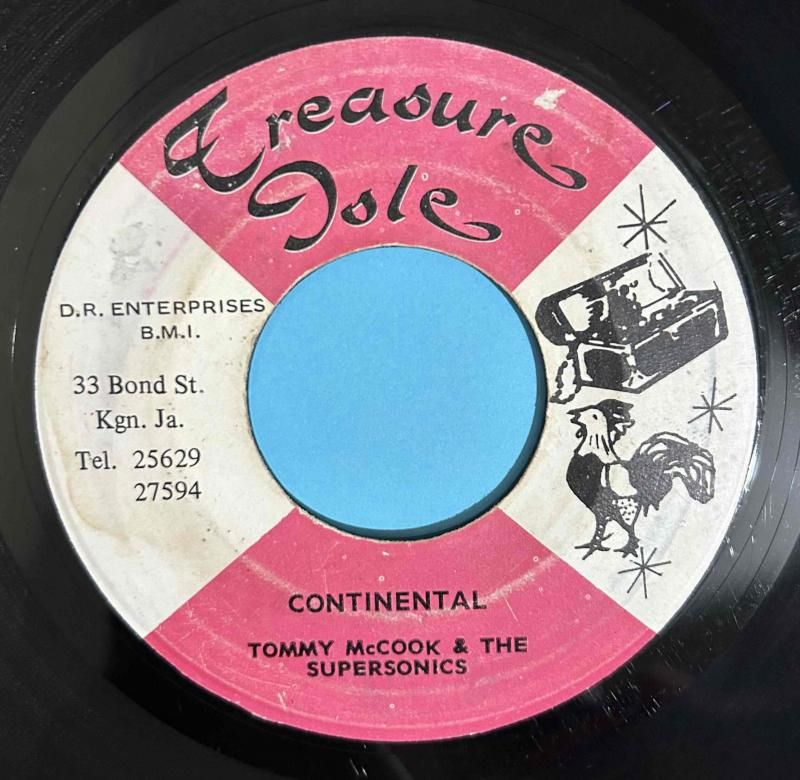 Treasure
Isle
D.R. ENTERPRISES
B.M.I.
33 Bond St.
Kgn. Ja.
Tel. 25629
27594
CONTINENTAL
TOMMY McCOOK & THE
SUPERSONICS